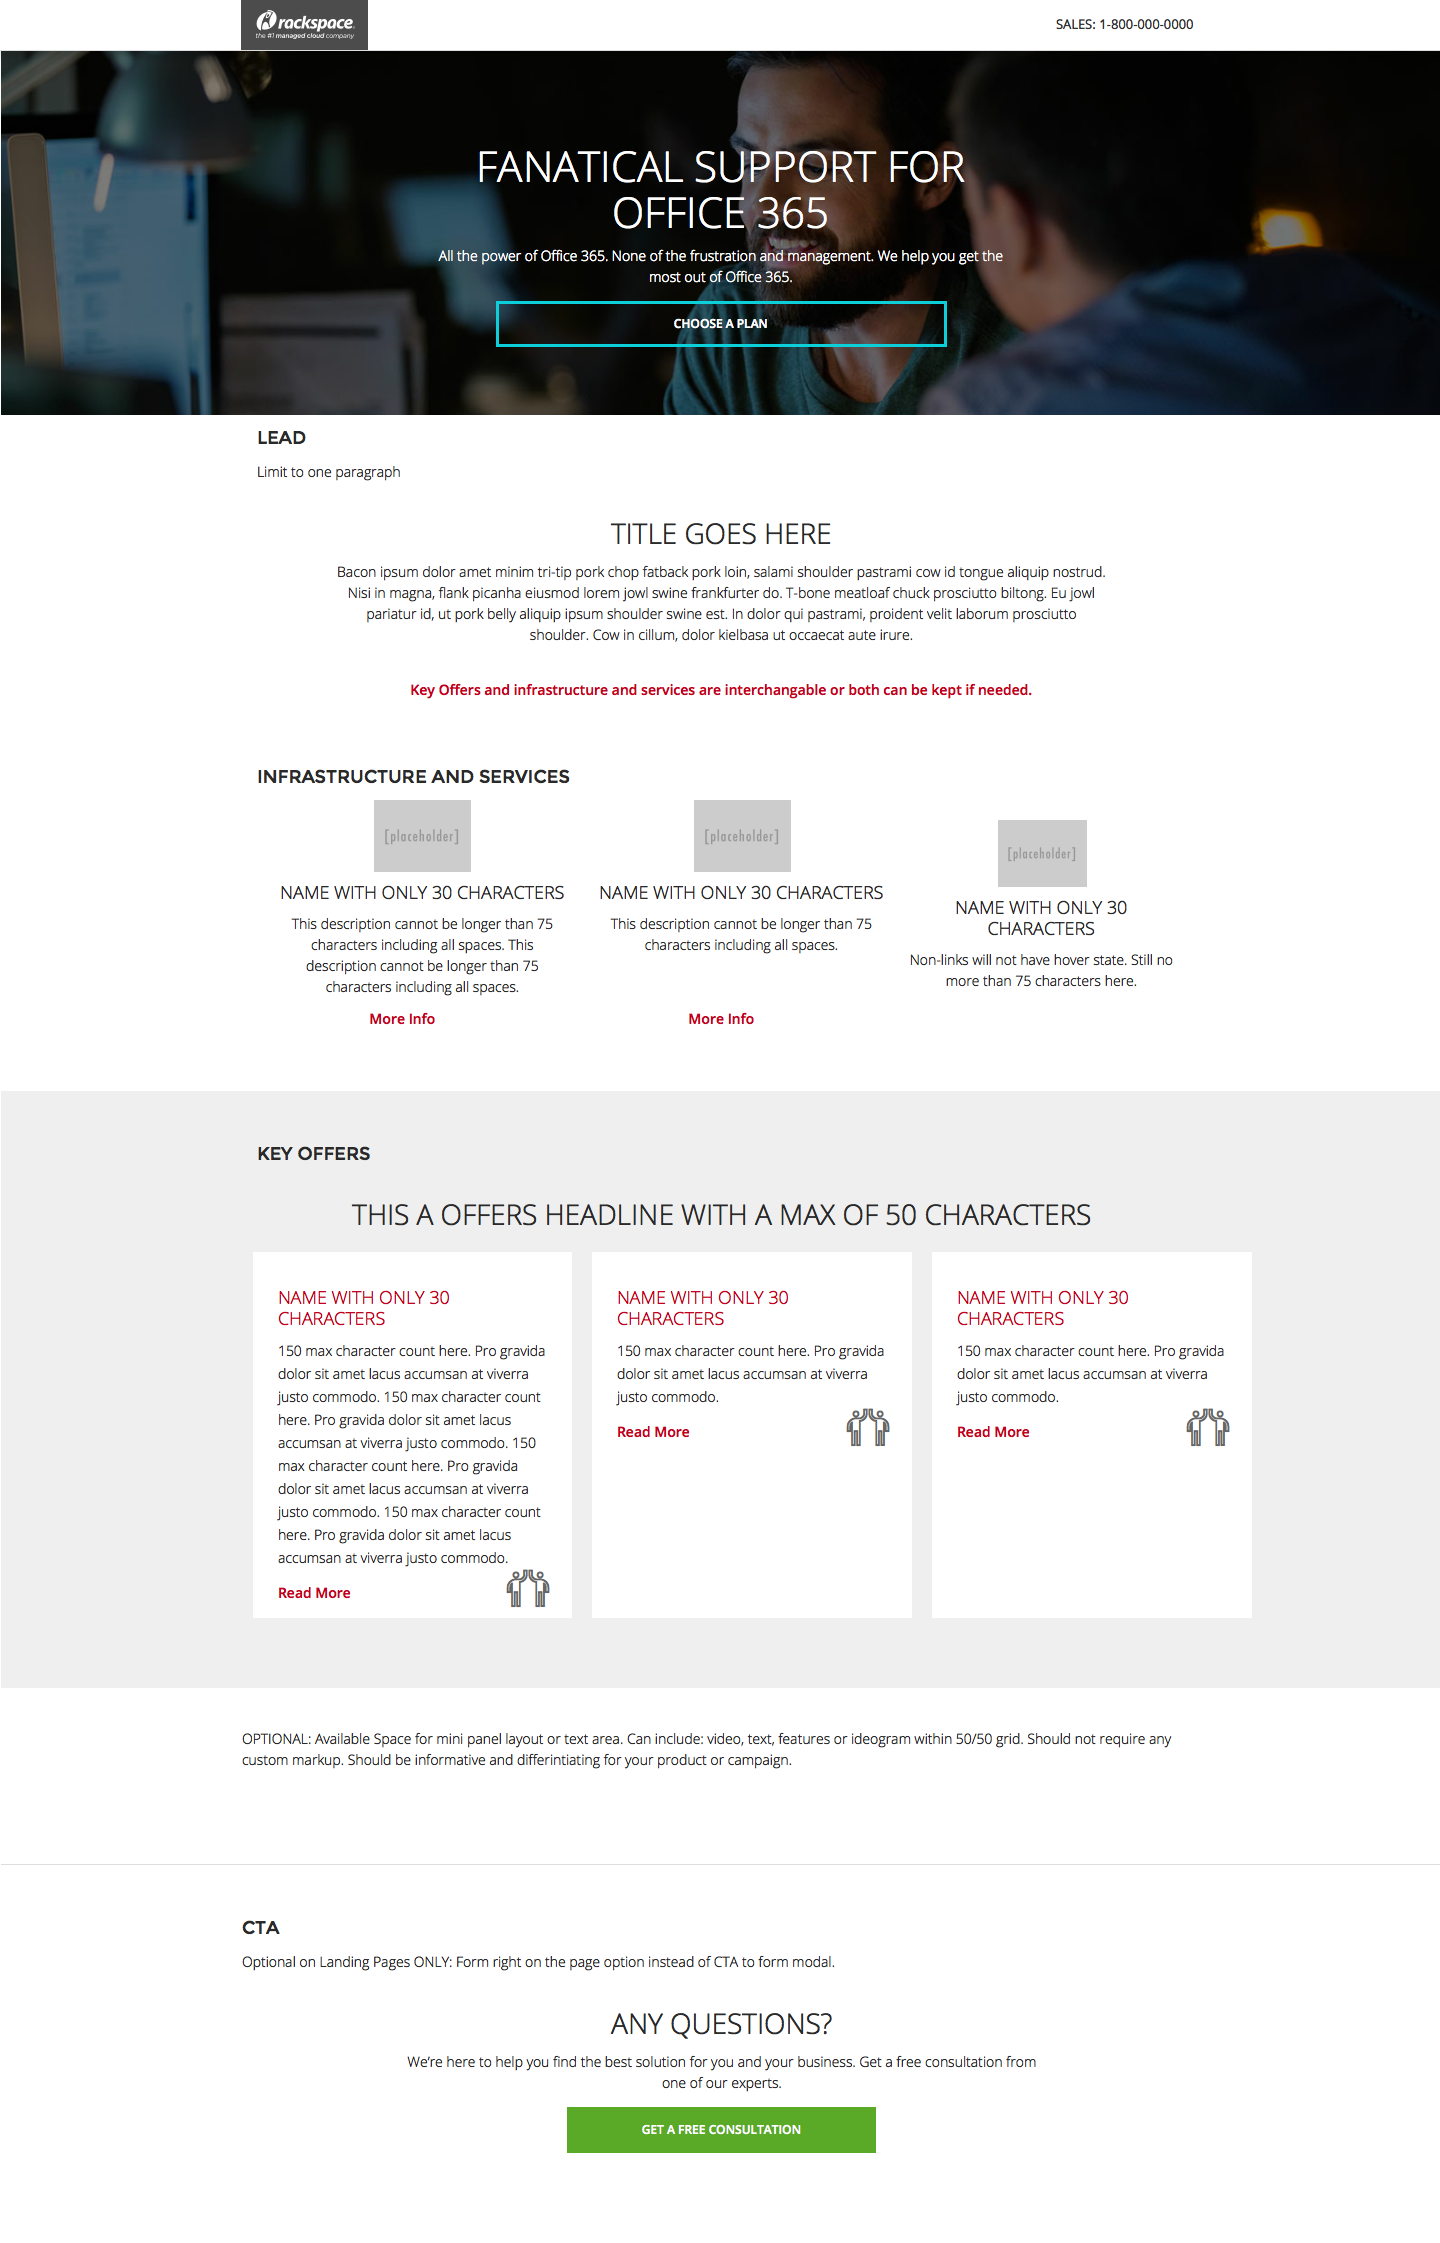 rackspace
the #1 managed cloud company
SALES: 1-800-000-0000
FANATICAL SUPPORT FOR
OFFICE 365
All the power of Office 365. None of the frustration and management. We help you get the
most out of Office 365.
CHOOSE A PLAN
LEAD
Limit to one paragraph
TITLE GOES HERE
Bacon ipsum dolor amet minim tri-tip pork chop fatback pork loin, salami shoulder pastrami cow id tongue aliquip nostrud.
Nisi in magna, flank picanha eiusmod lorem jowl swine frankfurter do. T-bone meatloaf chuck prosciutto biltong. Eu jowl
pariatur id, ut pork belly aliquip ipsum shoulder swine est. In dolor qui pastrami, proident velit laborum prosciutto
shoulder. Cow in cillum, dolor kielbasa ut occaecat aute irure.
Key Offers and infrastructure and services are interchangable or both can be kept if needed.
INFRASTRUCTURE AND SERVICES
[placeholder]
NAME WITH ONLY 30 CHARACTERS
This description cannot be longer than 75
characters including all spaces. This
description cannot be longer than 75
characters including all spaces.
More Info
[placeholder]
NAME WITH ONLY 30 CHARACTERS
This description cannot be longer than 75
characters including all spaces.
More Info
[placeholder]
NAME WITH ONLY 30
CHARACTERS
Non-links will not have hover state. Still no
more than 75 characters here.
KEY OFFERS
THIS A OFFERS HEADLINE WITH A MAX OF 50 CHARACTERS
NAME WITH ONLY 30
CHARACTERS
150 max character count here. Pro gravida
dolor sit amet lacus accumsan at viverra
justo commodo. 150 max character count
here. Pro gravida dolor sit amet lacus
accumsan at viverra justo commodo. 150
max character count here. Pro gravida
dolor sit amet lacus accumsan at viverra
justo commodo. 150 max character count
here. Pro gravida dolor sit amet lacus
accumsan at viverra justo commodo.
Read More
NAME WITH ONLY 30
CHARACTERS
150 max character count here. Pro gravida
dolor sit amet lacus accumsan at viverra
justo commodo.
Read More
NAME WITH ONLY 30
CHARACTERS
150 max character count here. Pro gravida
dolor sit amet lacus accumsan at viverra
justo commodo.
Read More
OPTIONAL: Available Space for mini panel layout or text area. Can include: video, text, features or ideogram within 50/50 grid. Should not require any
custom markup. Should be informative and differintiating for your product or campaign.
CTA
Optional on Landing Pages ONLY: Form right on the page option instead of CTA to form modal.
ANY QUESTIONS?
We're here to help you find the best solution for you and your business. Get a free consultation from
one of our experts.
GET A FREE CONSULTATION